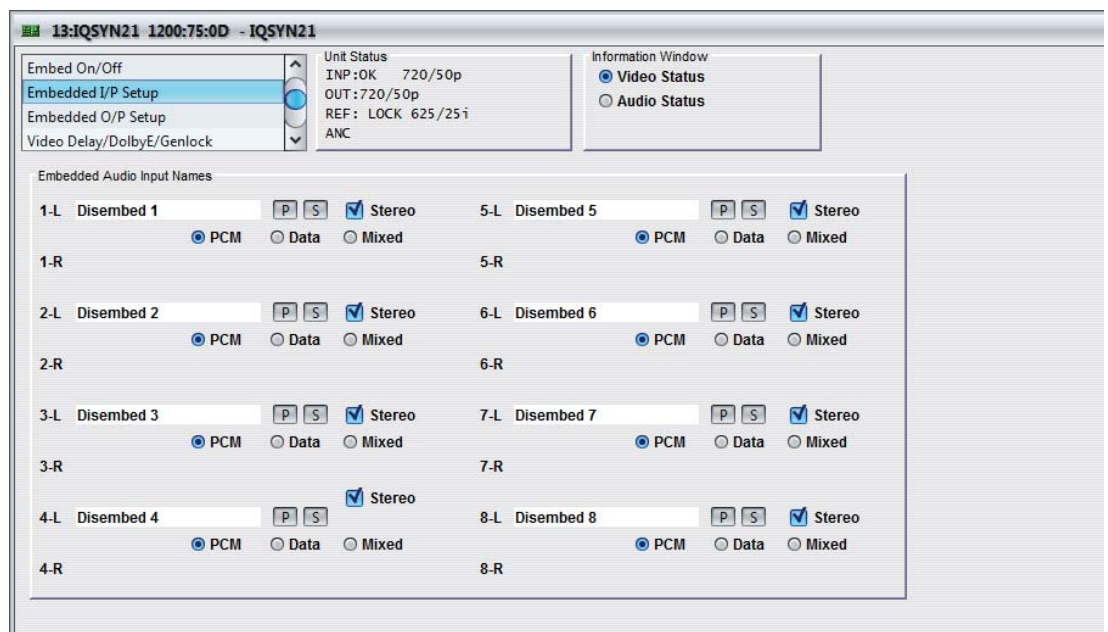 13:IQSYN21 1200:75:0D - IQSYN21
Embed On/Off
Embedded I/P Setup
Embedded O/P Setup
Video Delay/DolbyE/Genlock
Unit Status
INP:OK 720/50p
OUT:720/50p
REF: LOCK 625/25i
ANC
Information Window
Video Status
Audio Status
Embedded Audio Input Names
1-L Disembed 1 P S Stereo
PCM Data Mixed
1-R
2-L Disembed 2 P S Stereo
PCM Data Mixed
2-R
3-L Disembed 3 P S Stereo
PCM Data Mixed
3-R
Stereo
4-L Disembed 4 P S
PCM Data Mixed
4-R
5-L Disembed 5 P S Stereo
PCM Data Mixed
5-R
6-L Disembed 6 P S Stereo
PCM Data Mixed
6-R
7-L Disembed 7 P S Stereo
PCM Data Mixed
7-R
8-L Disembed 8 P S Stereo
PCM Data Mixed
8-R